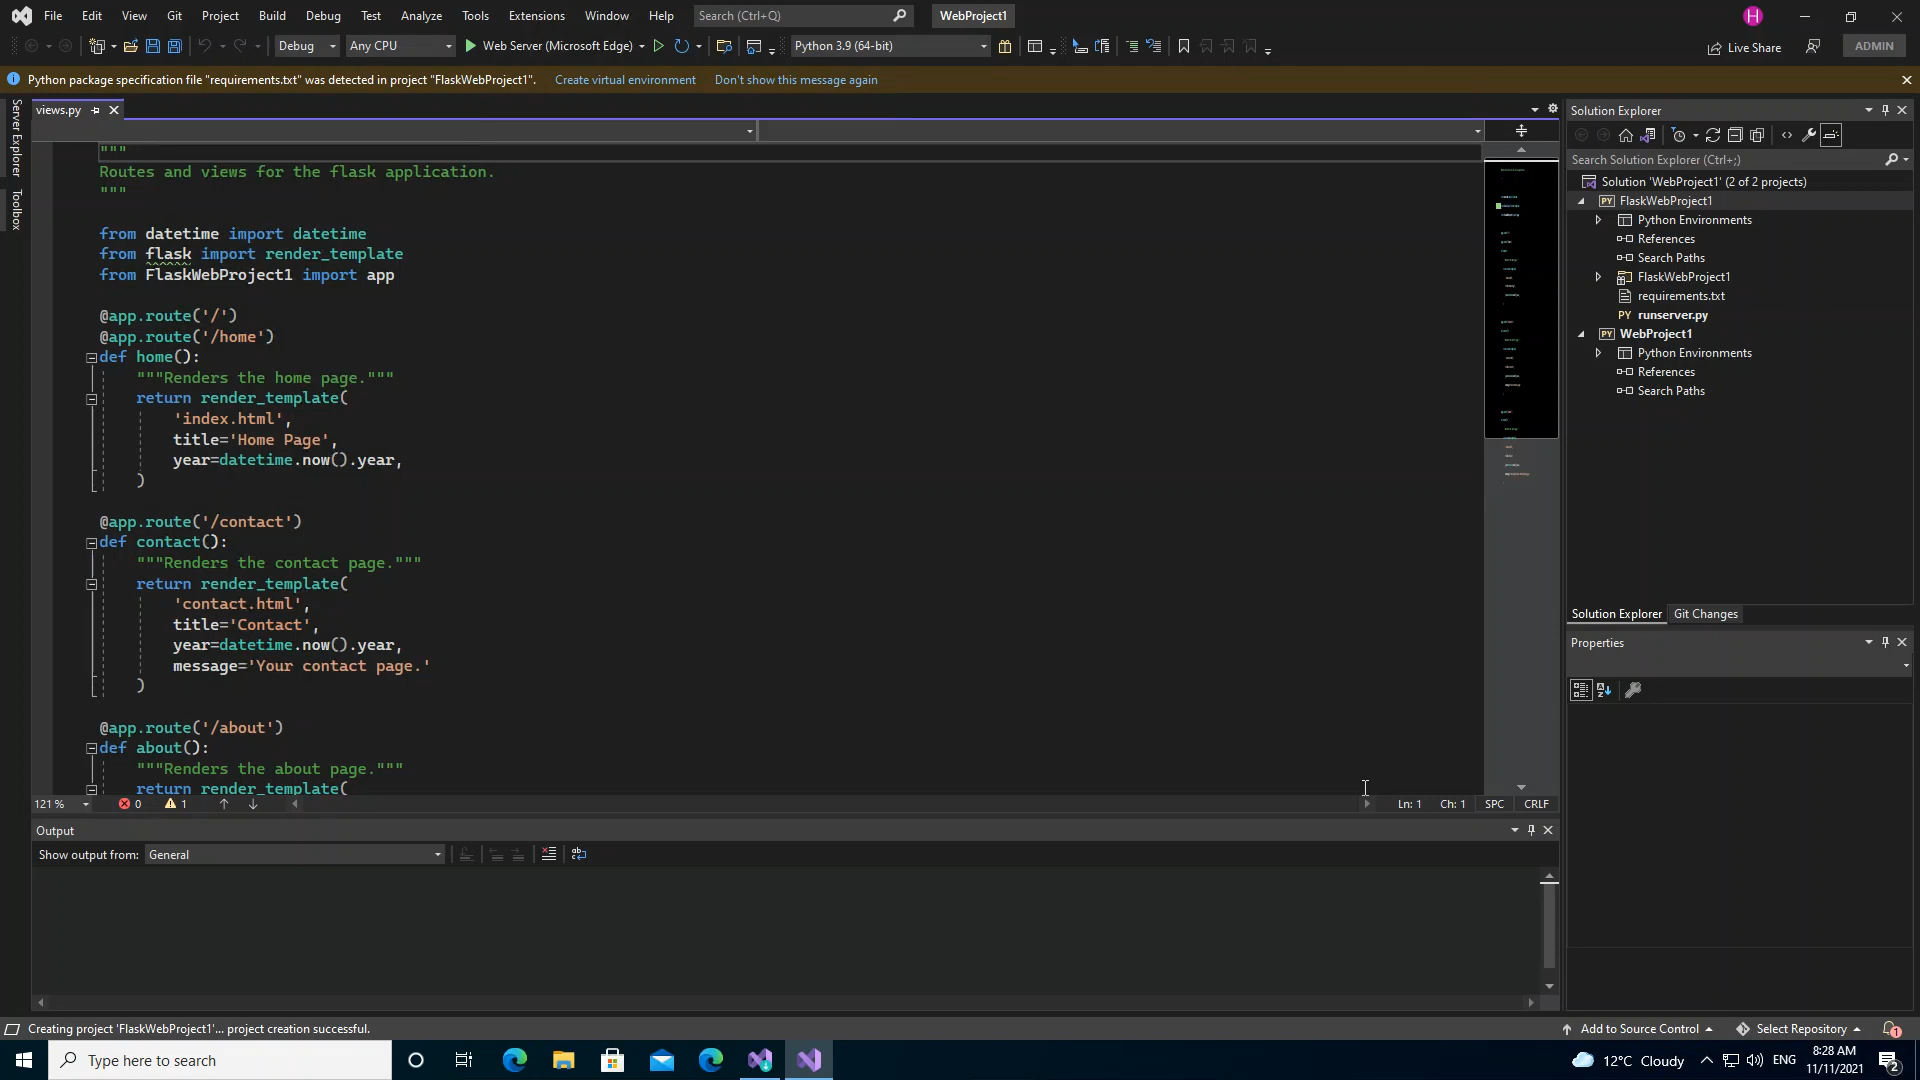 File Edit View Git Project Build Debug Test Analyze Tools Extensions Window Help Search (Ctrl+Q) WebProject1 H
Debug Any CPU Web Server (Microsoft Edge) Python 3.9 (64-bit) Live Share ADMIN
Python package specification file "requirements.txt" was detected in project "FlaskWebProject1". Create virtual environment Don't show this message again
Server Explorer
Toolbox
views.py
"""
Routes and views for the flask application.
"""
from datetime import datetime
from flask import render_template
from FlaskWebProject1 import app
@app.route('/')
@app.route('/home')
def home():
"""Renders the home page."""
return render_template(
'index.html',
title='Home Page',
year=datetime.now().year,
)
@app.route('/contact')
def contact():
"""Renders the contact page."""
return render_template(
'contact.html',
title='Contact',
year=datetime.now().year,
message='Your contact page.'
)
@app.route('/about')
def about():
"""Renders the about page."""
return render_template(
121 % 0 1 Ln: 1 Ch: 1 SPC CRLF
Output
Show output from: General
Solution Explorer
Search Solution Explorer (Ctrl+;)
Solution 'WebProject1' (2 of 2 projects)
PY FlaskWebProject1
Python Environments
References
Search Paths
FlaskWebProject1
requirements.txt
PY runserver.py
PY WebProject1
Python Environments
References
Search Paths
Solution Explorer Git Changes
Properties
Creating project 'FlaskWebProject1'... project creation successful. Add to Source Control Select Repository 1
Type here to search 12°C Cloudy ENG 8:28 AM
11/11/2021 2